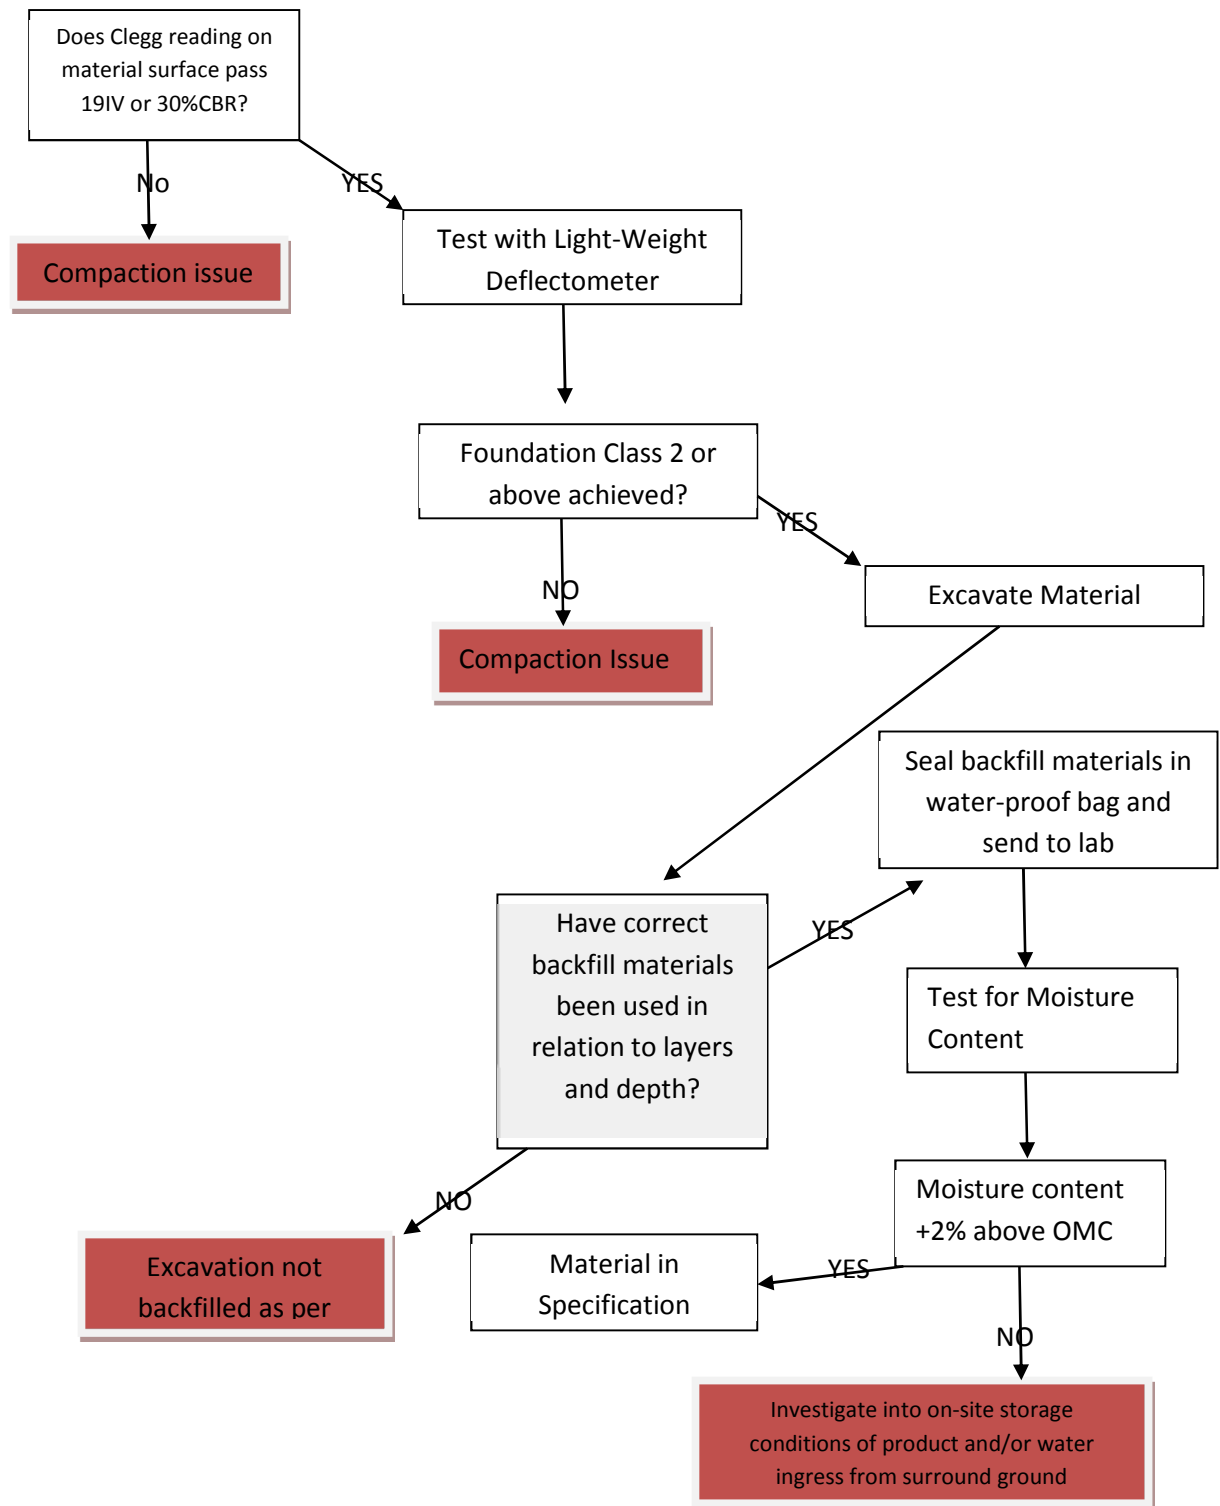 Does Clegg reading on
material surface pass
19IV or 30%CBR?
No
YES
Compaction issue
Test with Light-Weight
Deflectometer
Foundation Class 2 or
above achieved?
YES
NO
Excavate Material
Compaction Issue
Seal backfill materials in
water-proof bag and
send to lab
Have correct
backfill materials
been used in
relation to layers
and depth?
YES
Test for Moisture
Content
NO
Moisture content
+2% above OMC
Excavation not
backfilled as per
Material in
Specification
YES
NO
Investigate into on-site storage
conditions of product and/or water
ingress from surround ground